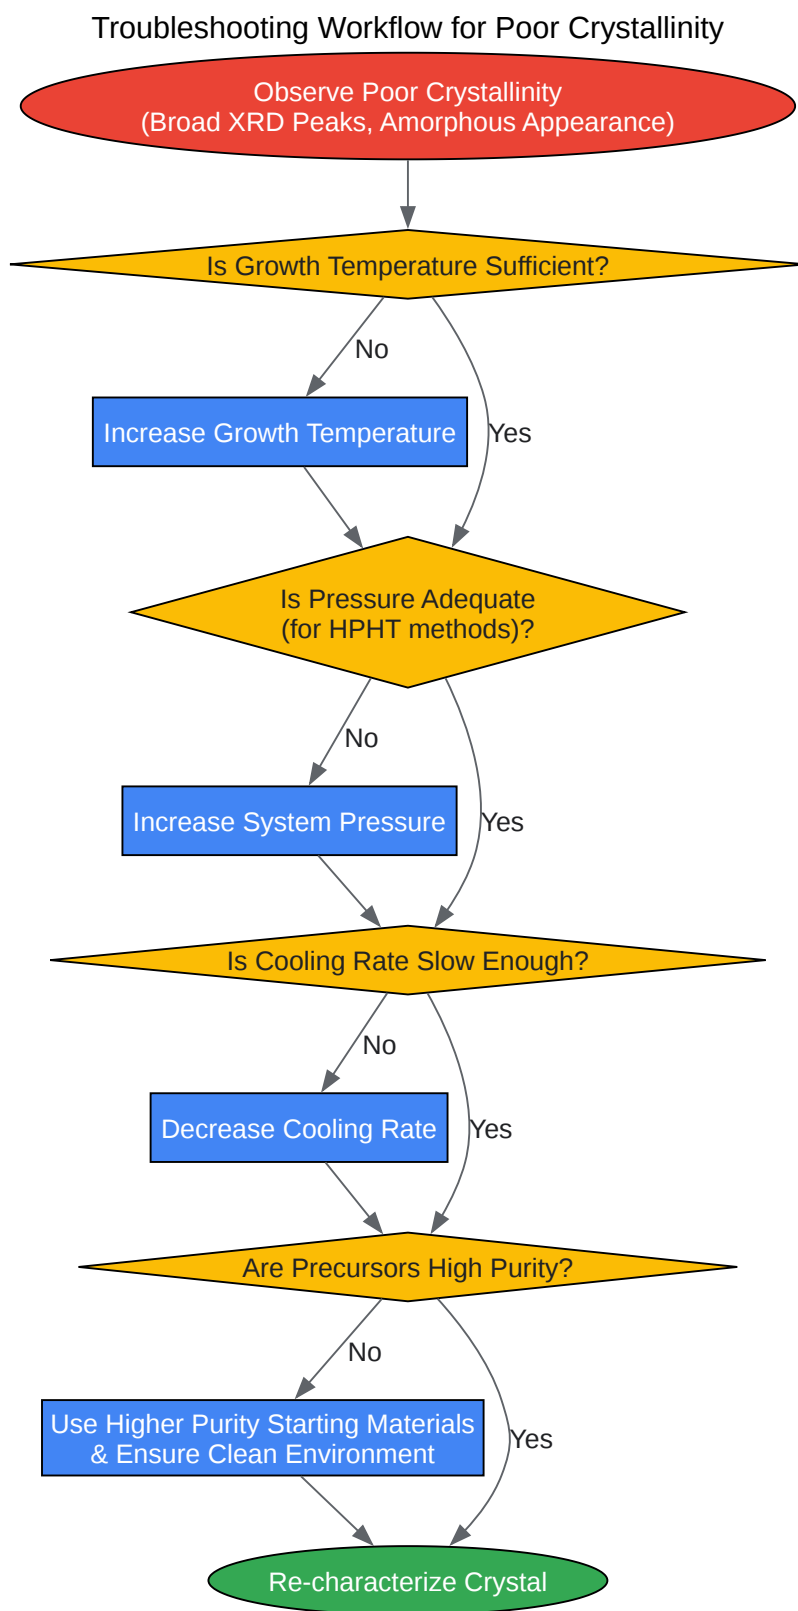 Troubleshooting Workflow for Poor Crystallinity
Observe Poor Crystallinity
(Broad XRD Peaks, Amorphous Appearance)
Is Growth Temperature Sufficient?
No
Increase Growth Temperature
Yes
Is Pressure Adequate
(for HPHT methods)?
No
Increase System Pressure
Yes
Is Cooling Rate Slow Enough?
No
Decrease Cooling Rate
Yes
Are Precursors High Purity?
No
Use Higher Purity Starting Materials
& Ensure Clean Environment
Yes
Re-characterize Crystal